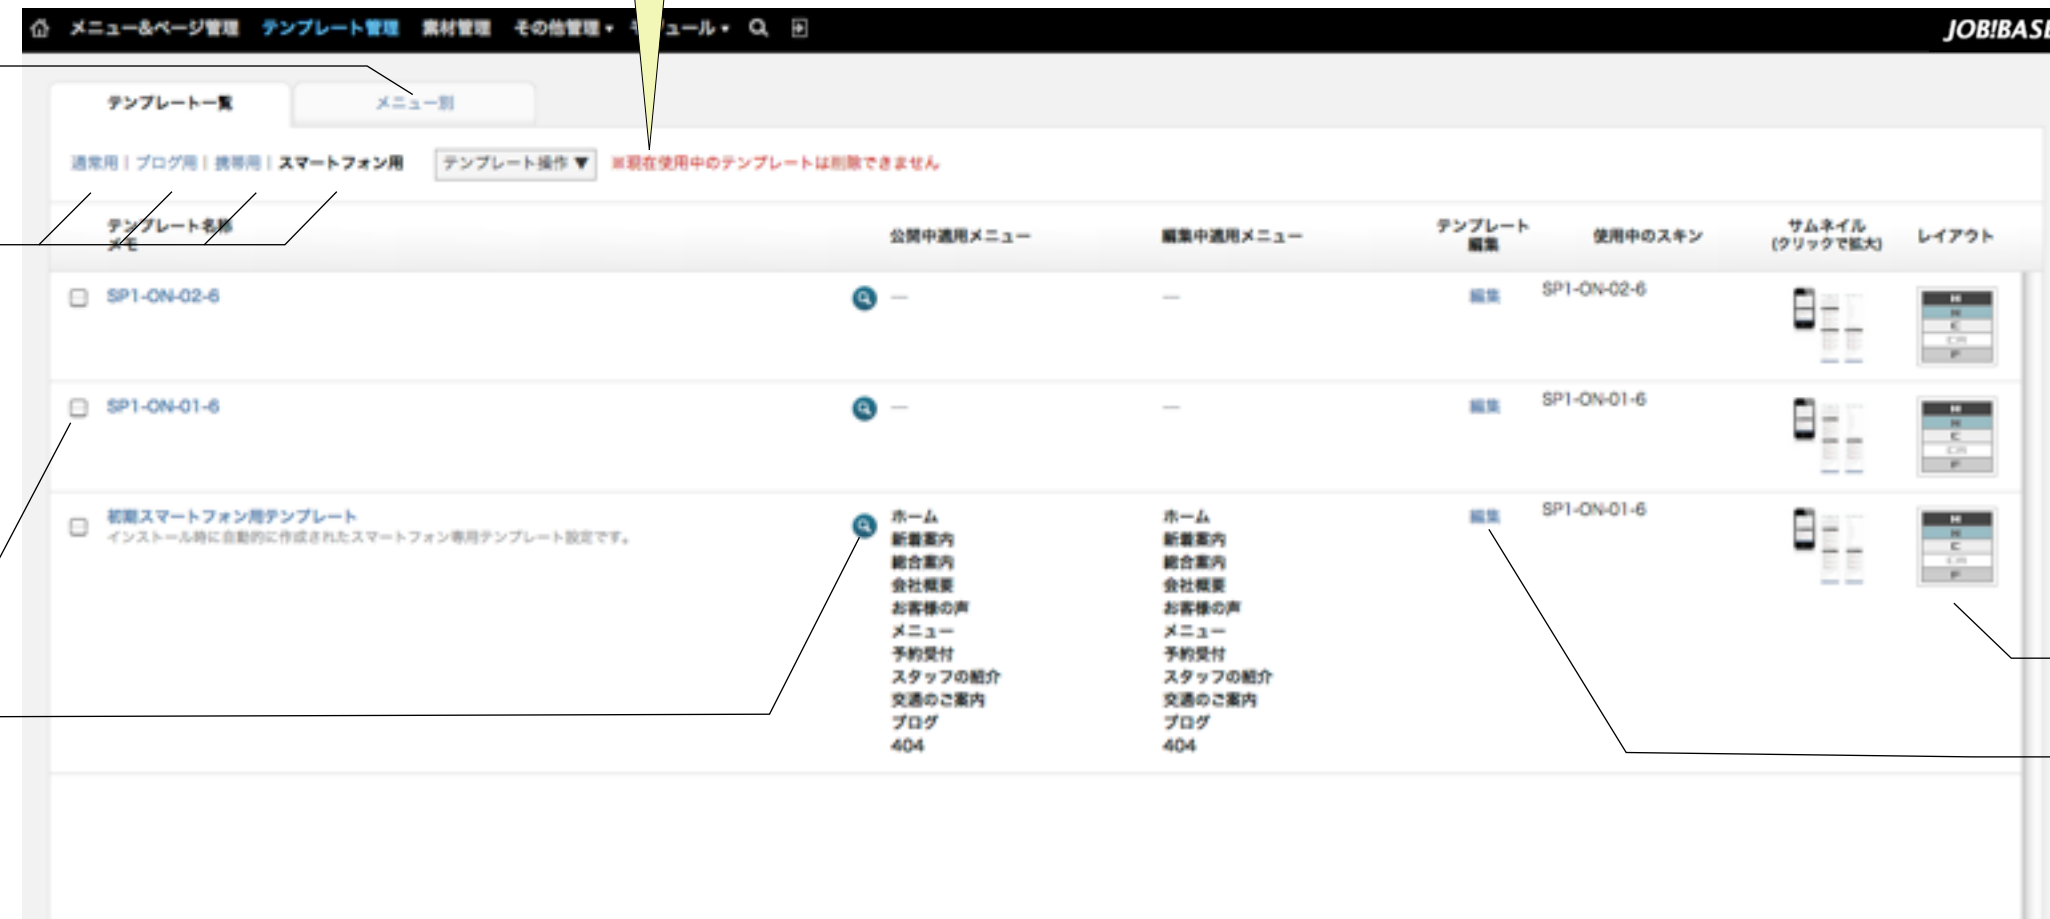 メニュー&ページ管理 テンプレート管理 素材管理 その他管理▾ ュール▾ JOB!BASE
テンプレート一覧 メニュー別
通常用 | ブログ用 | 携帯用 | スマートフォン用 テンプレート操作 ▼ ※現在使用中のテンプレートは削除できません
テンプレート名称
メモ
公開中適用メニュー 編集中適用メニュー
テンプレート
編集
使用中のスキン
サムネイル
(クリックで拡大)
レイアウト
SP1-ON-02-6 — — 編集 SP1-ON-02-6
H
N
C
CR
F
SP1-ON-01-6 — — 編集 SP1-ON-01-6
H
N
C
CR
F
初期スマートフォン用テンプレート
インストール時に自動的に作成されたスマートフォン専用テンプレート設定です。
ホーム
新着案内
総合案内
会社概要
お客様の声
メニュー
予約受付
スタッフの紹介
交通のご案内
ブログ
404
ホーム
新着案内
総合案内
会社概要
お客様の声
メニュー
予約受付
スタッフの紹介
交通のご案内
ブログ
404
編集 SP1-ON-01-6
H
N
C
CR
F